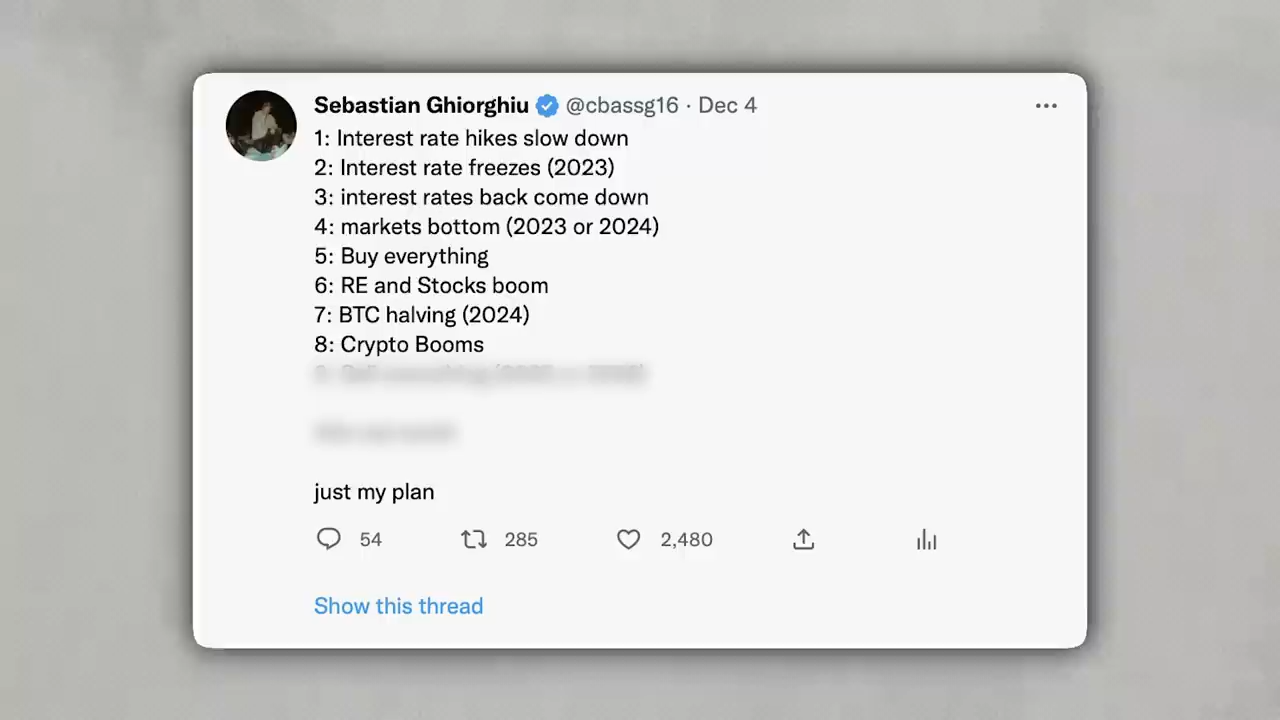 Sebastian Ghiorghiu @cbassg16 · Dec 4
1: Interest rate hikes slow down
2: Interest rate freezes (2023)
3: interest rates back come down
4: markets bottom (2023 or 2024)
5: Buy everything
6: RE and Stocks boom
7: BTC halving (2024)
8: Crypto Booms
just my plan
54 285 2,480
Show this thread